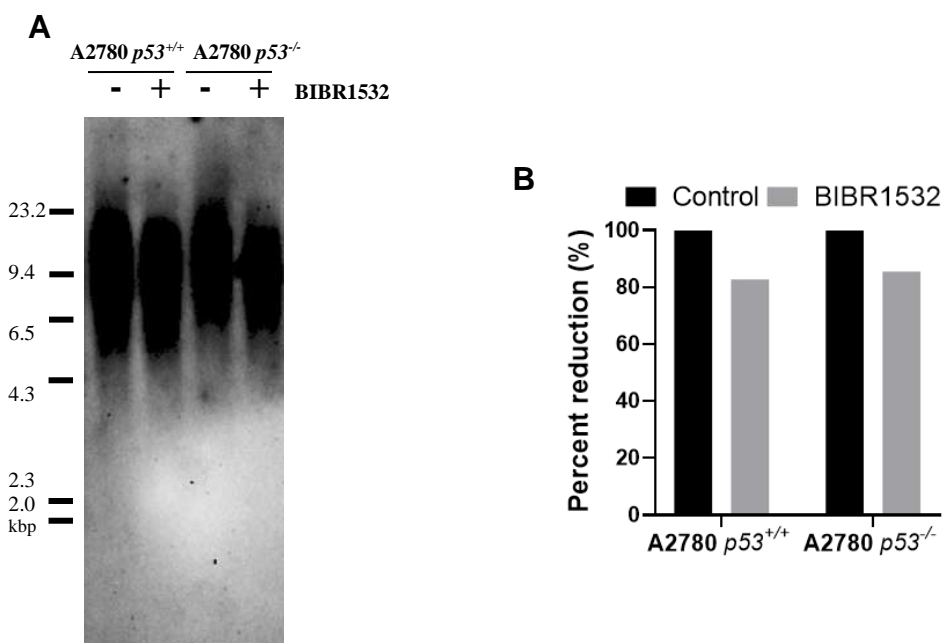 A
A2780 p53+/+ A2780 p53-/-
- + - + BIBR1532
23.2
9.4
6.5
4.3
2.3
2.0
kbp
B
Control BIBR1532
Percent reduction (%)
100
80
60
40
20
0
A2780 p53+/+ A2780 p53-/-